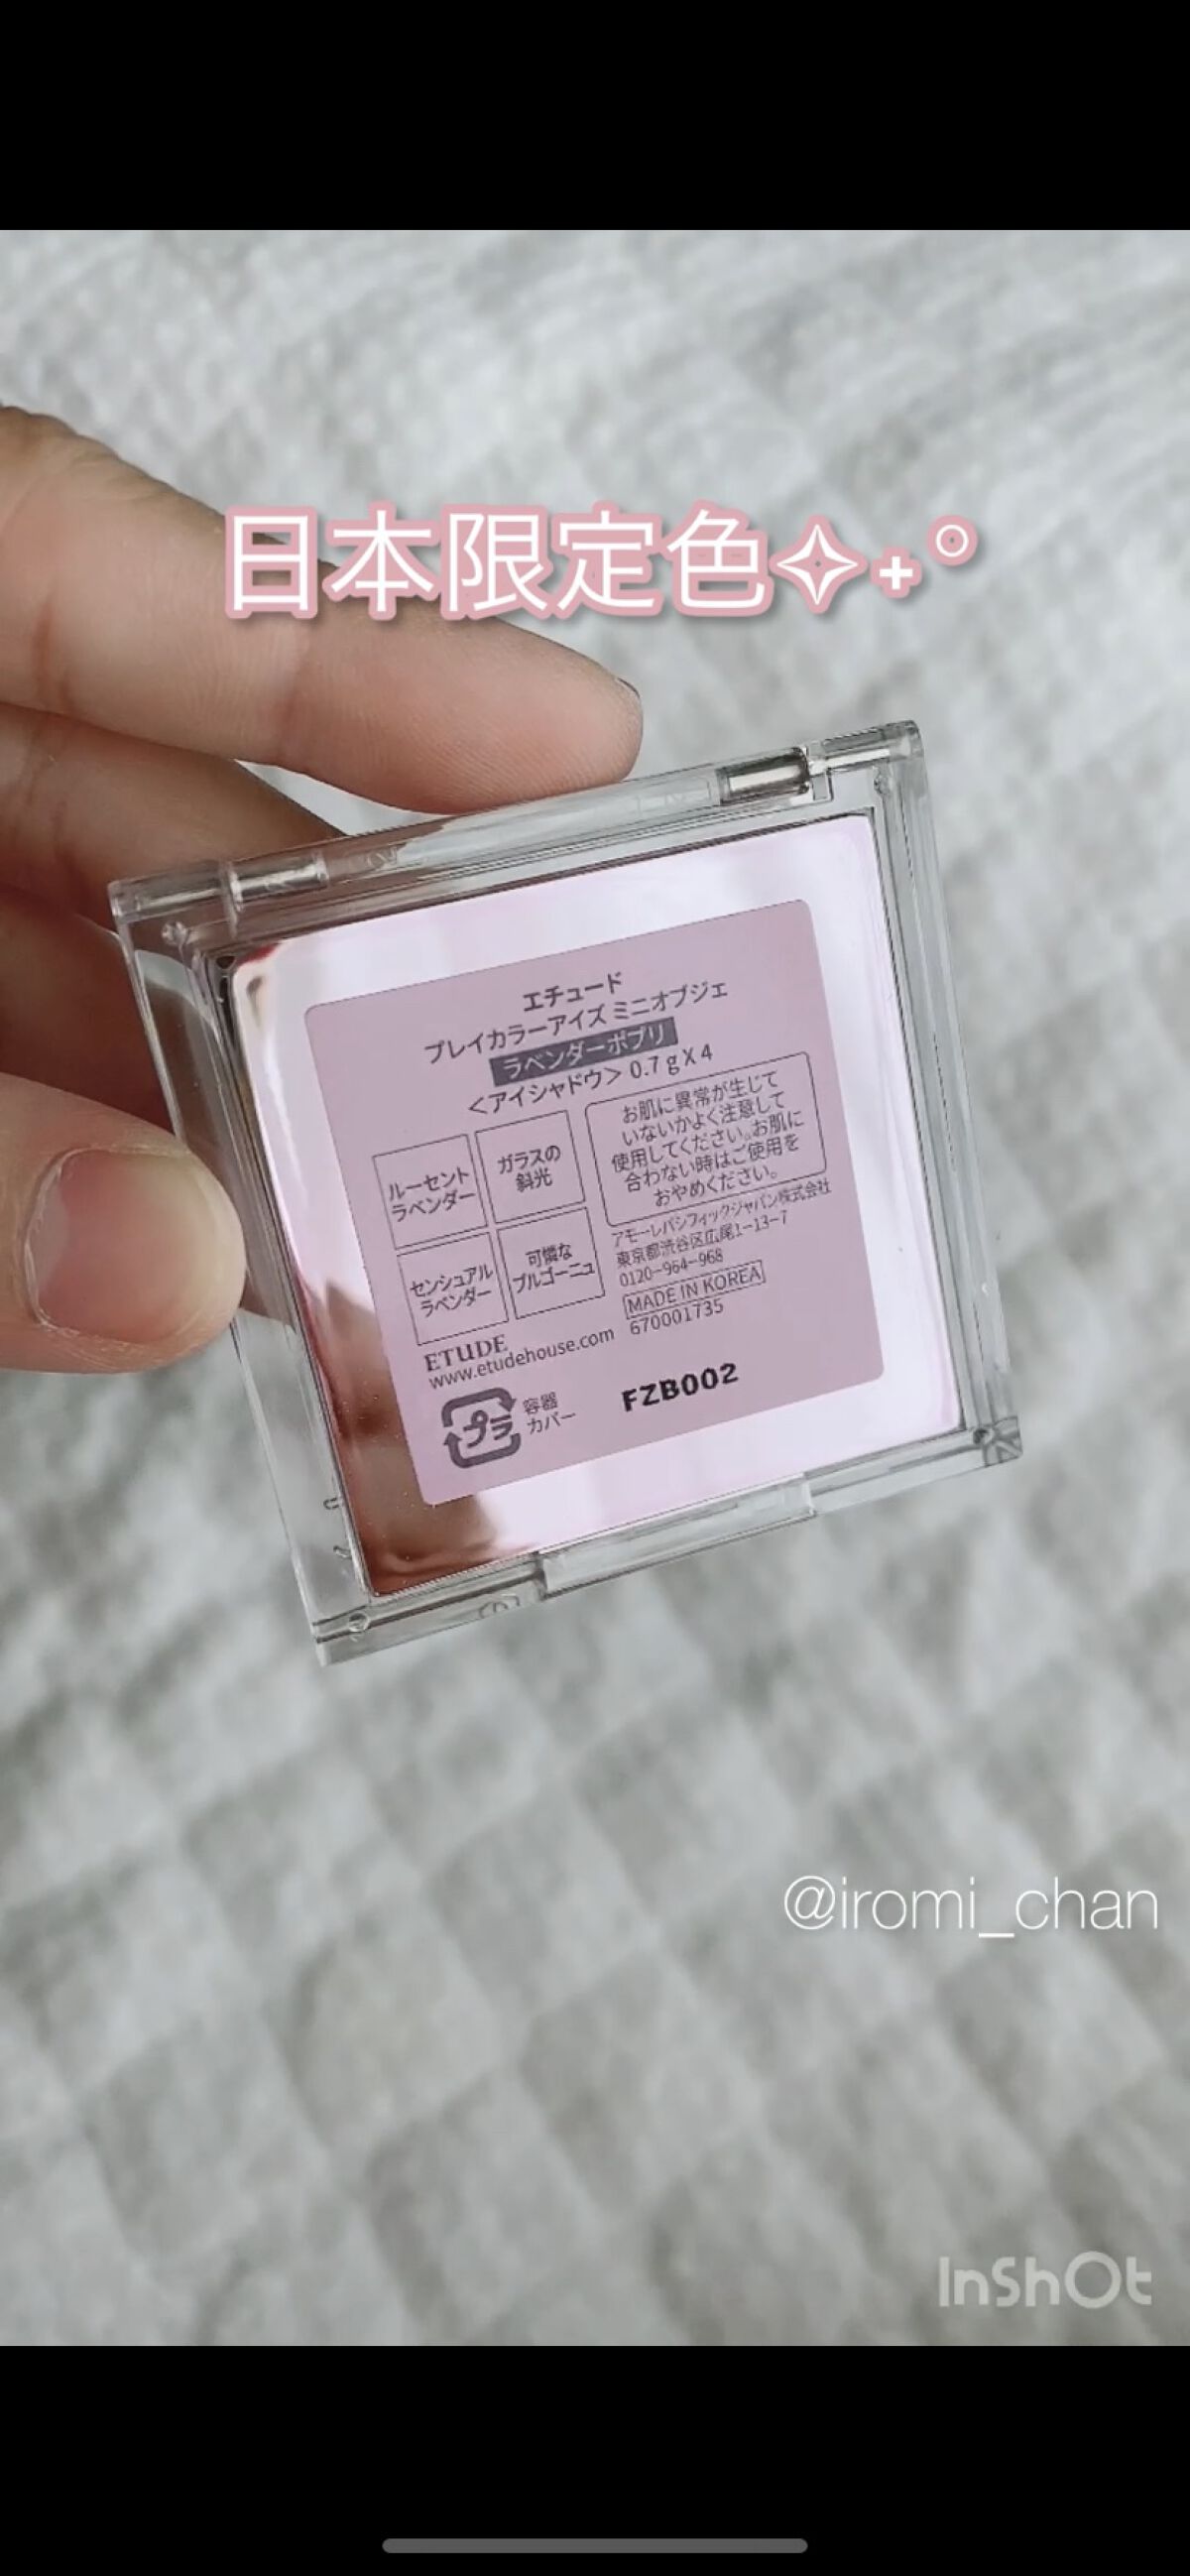 日本限定色✧₊°
エチュード
プレイカラーアイズ ミニオブジェ
ラベンダーポプリ
<アイシャドウ> 0.7 g X 4
ルーセント
ラベンダー
ガラスの
斜光
センシュアル
ラベンダー
可憐な
ブルゴーニュ
お肌に異常が生じて
いないかよく注意して
使用してください。お肌に
合わない時はご使用を
おやめください。
アモーレパシフィックジャパン株式会社
東京都渋谷区広尾1-13-7
0120-964-968
MADE IN KOREA
670001735
ETUDE
www.etudehouse.com
プラ
容器
カバー
FZB002
@iromi_chan
InShOt